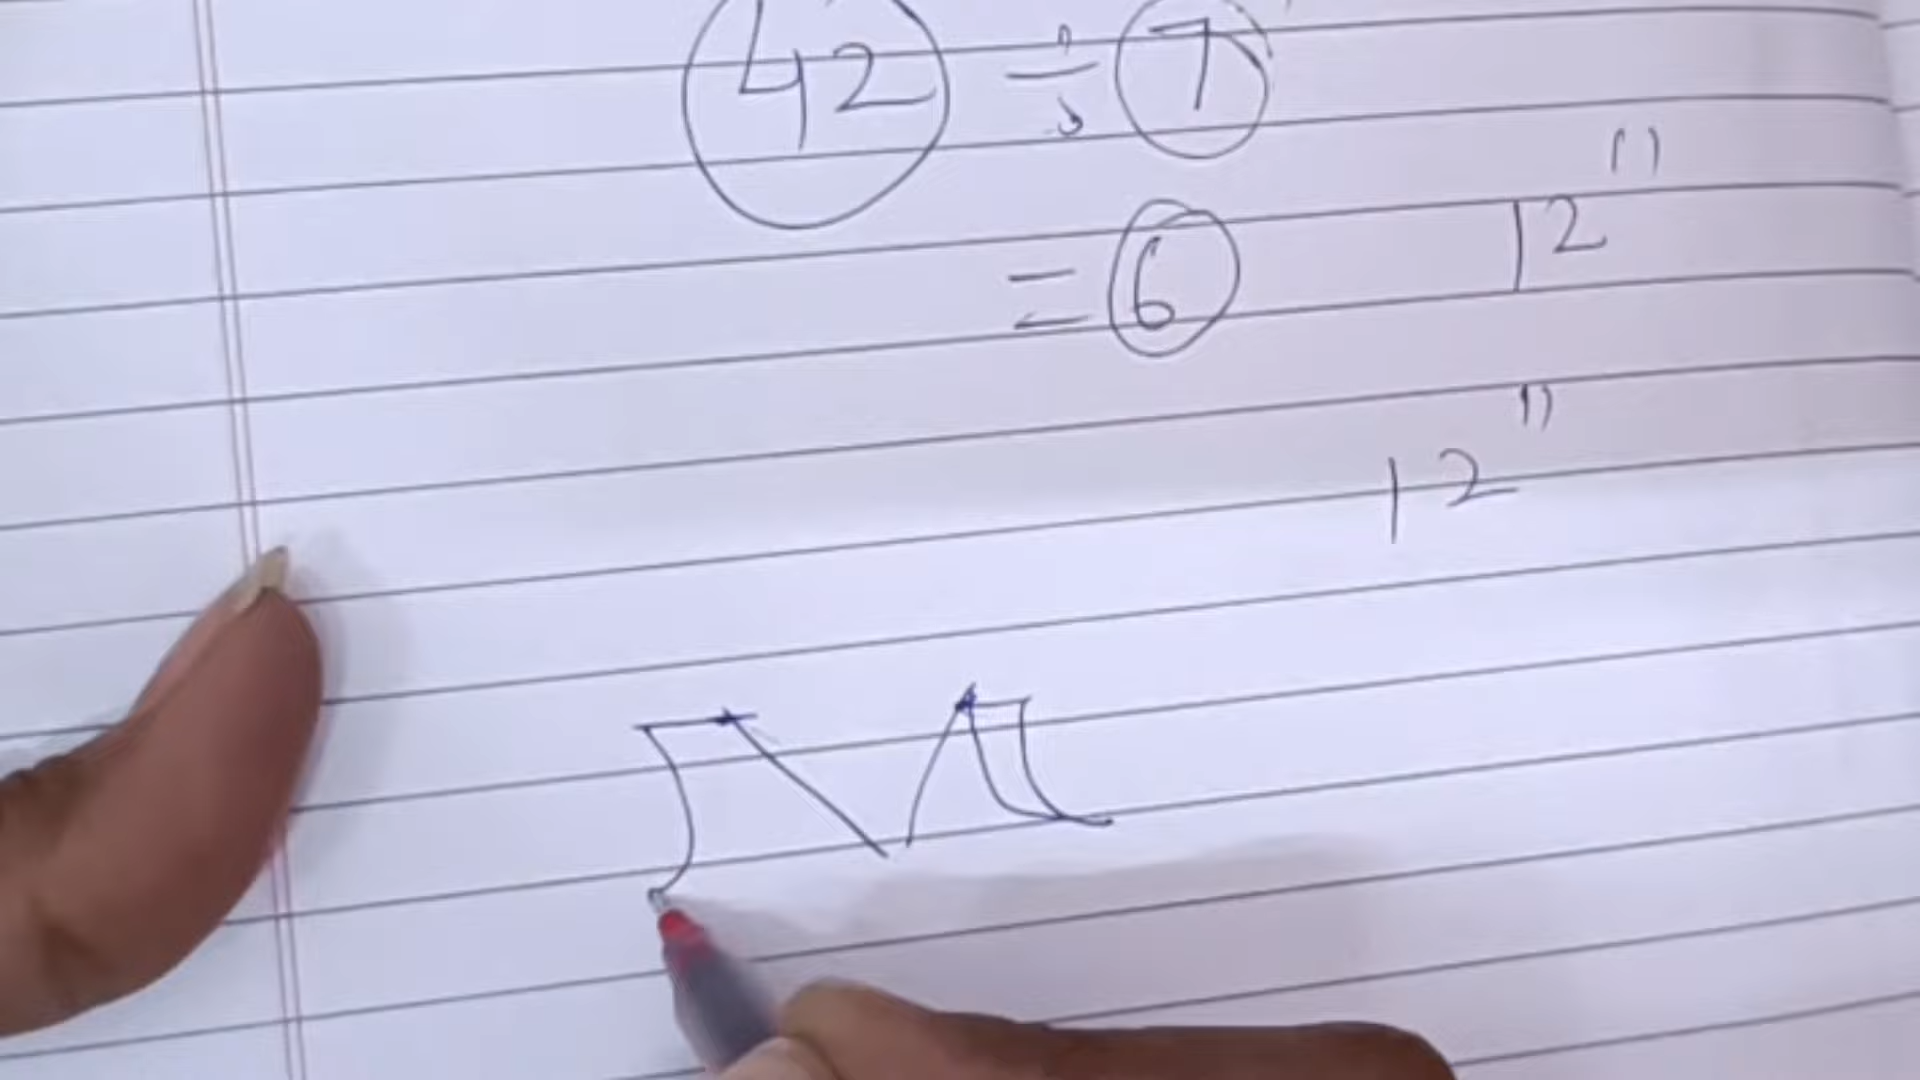 42 ÷ 7
= 6
12"
12"